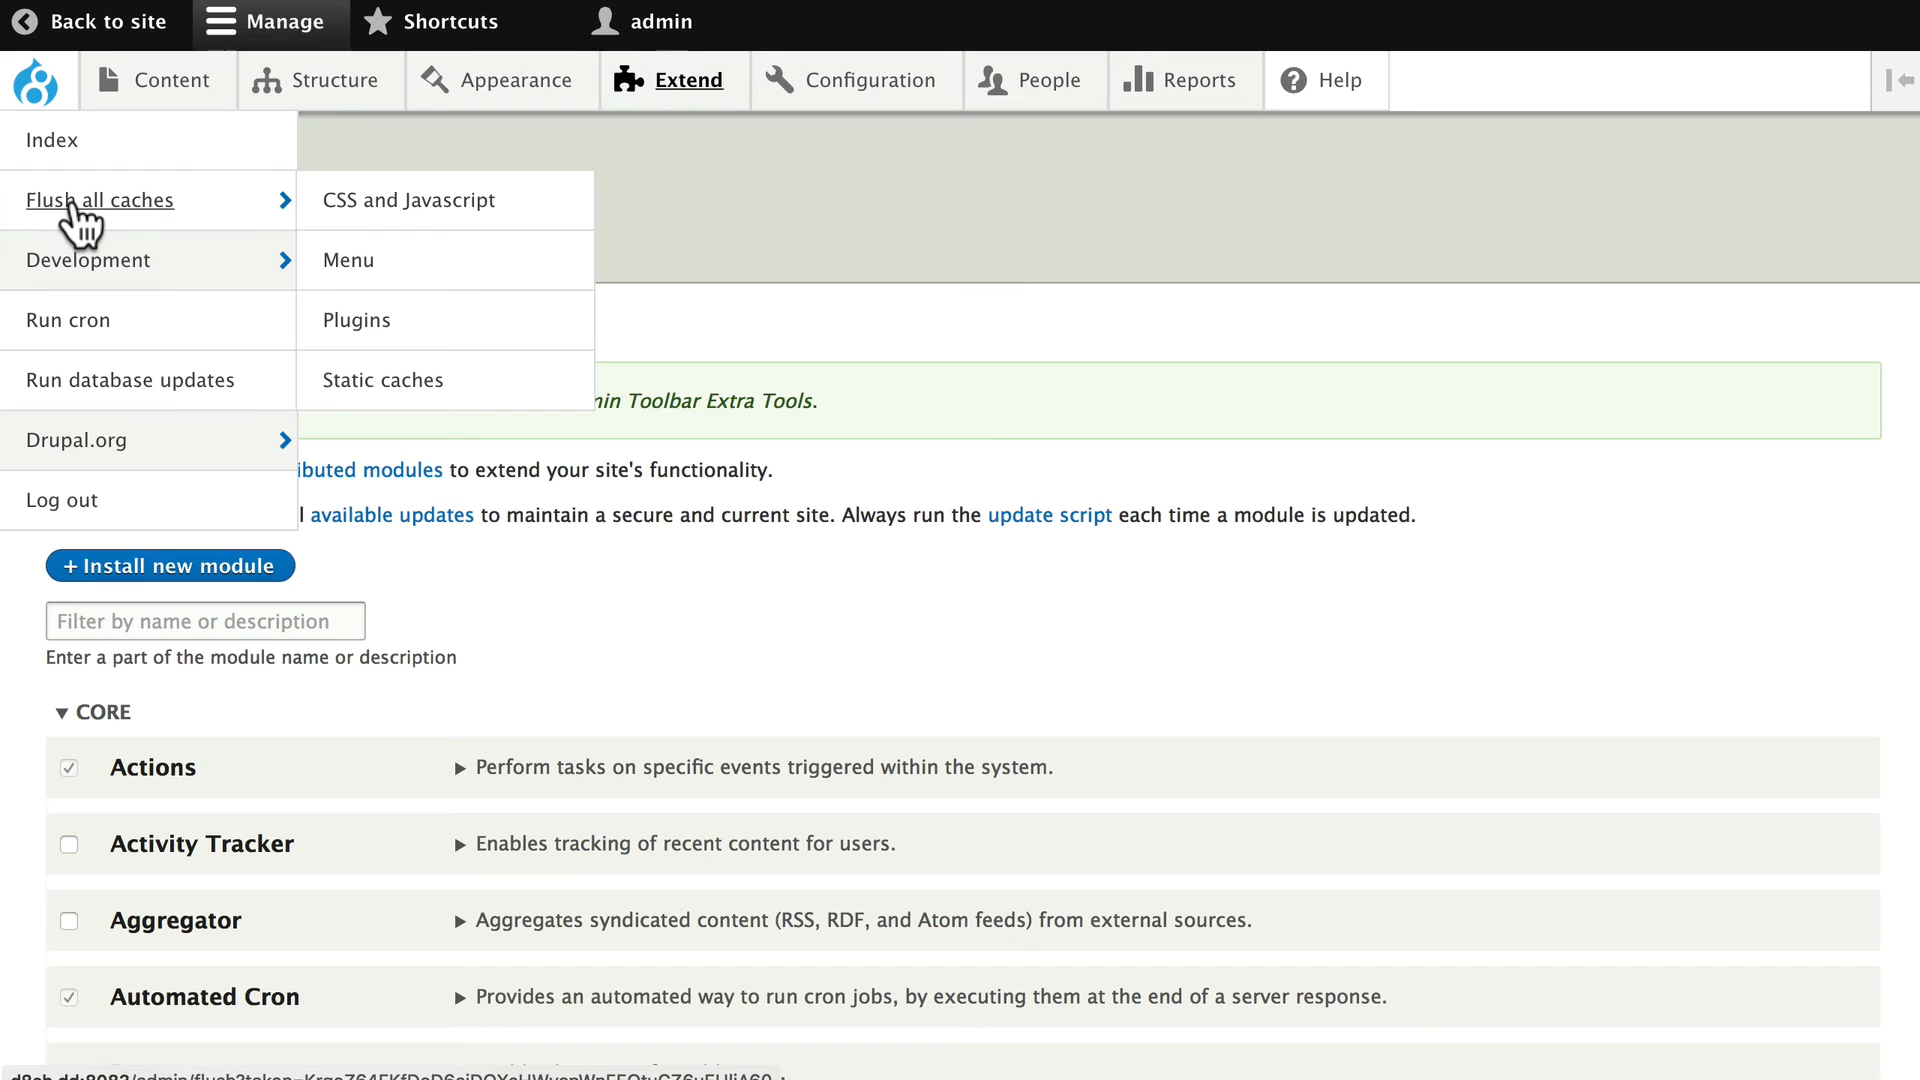 Back to site
Manage
Shortcuts
admin
Content
Structure
Appearance
Extend
Configuration
People
Reports
Help
Index
Flush all caches
CSS and Javascript
Development
Menu
Run cron
Plugins
Run database updates
Static caches
min Toolbar Extra Tools.
Drupal.org
ibuted modules to extend your site's functionality.
Log out
l available updates to maintain a secure and current site. Always run the update script each time a module is updated.
+ Install new module
Filter by name or description
Enter a part of the module name or description
▼ CORE
Actions
▶ Perform tasks on specific events triggered within the system.
Activity Tracker
▶ Enables tracking of recent content for users.
Aggregator
▶ Aggregates syndicated content (RSS, RDF, and Atom feeds) from external sources.
Automated Cron
▶ Provides an automated way to run cron jobs, by executing them at the end of a server response.